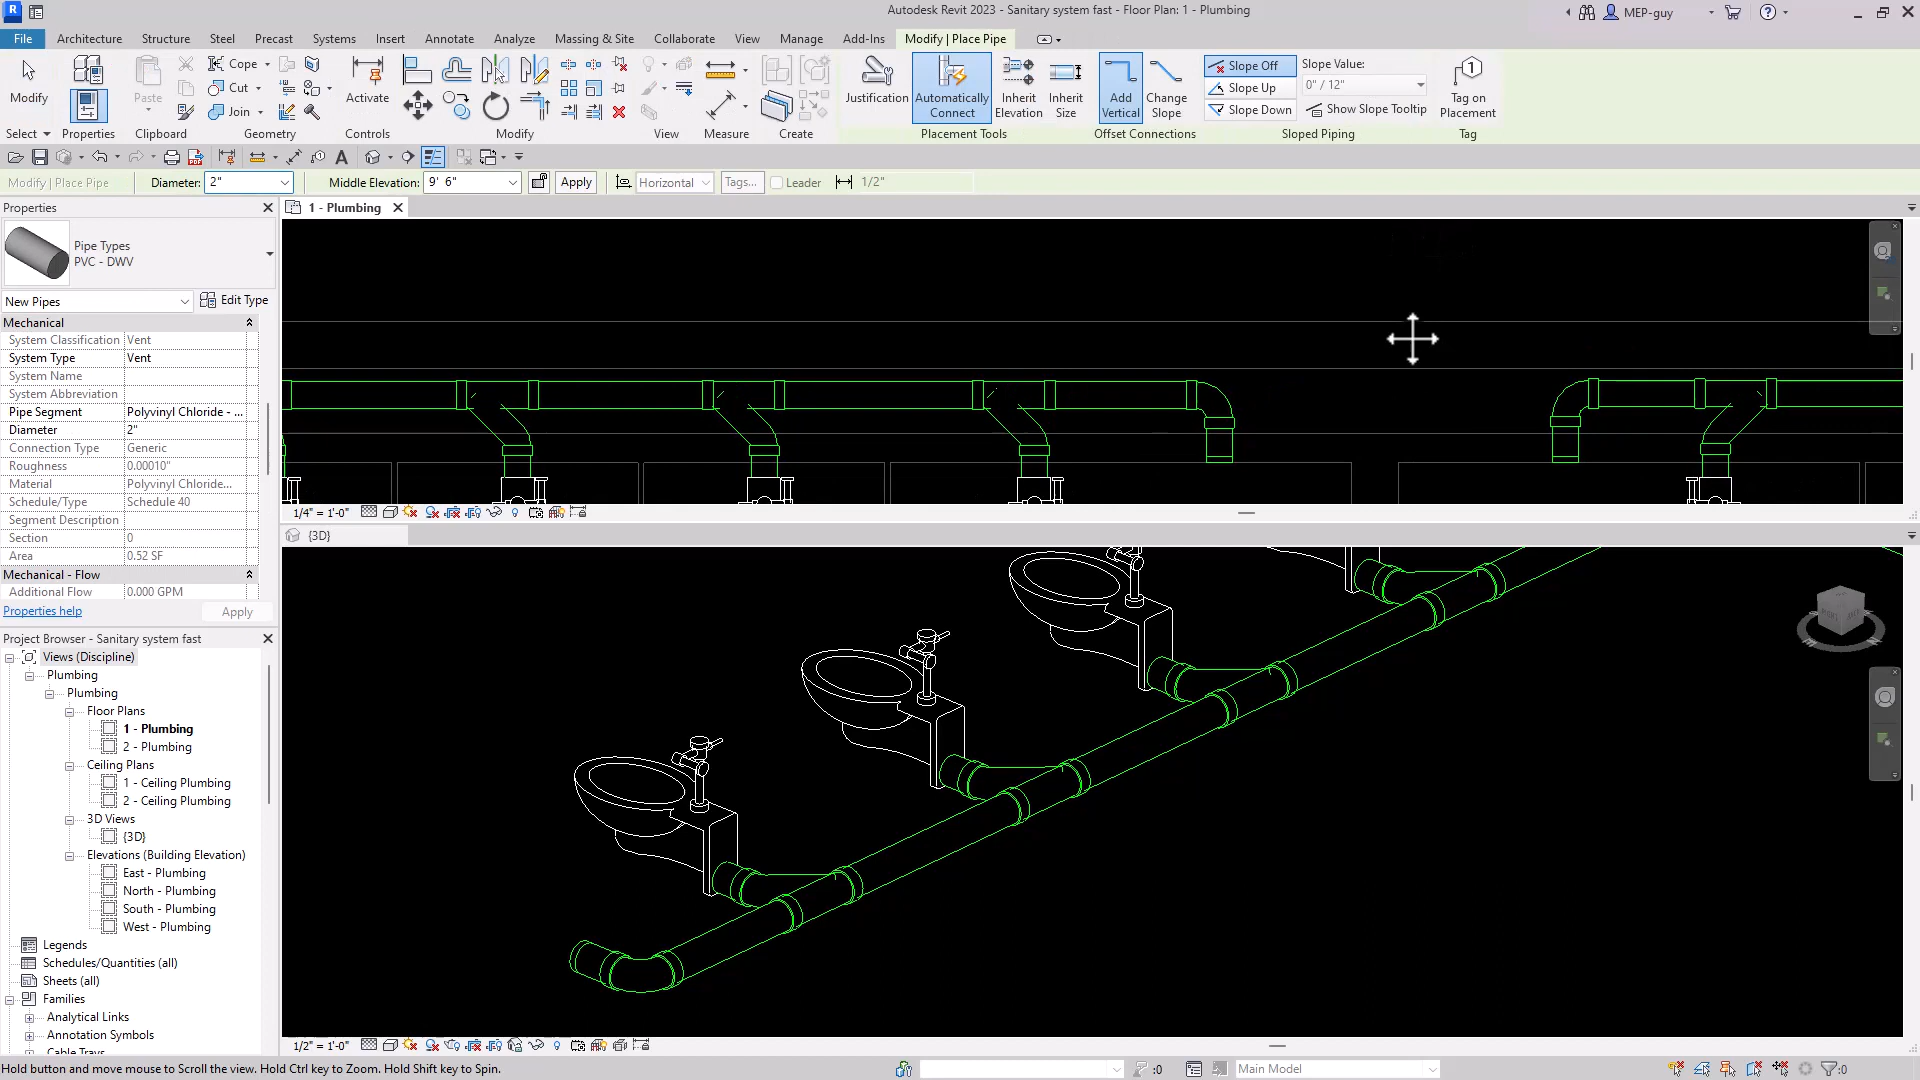 R
Autodesk Revit 2023 - Sanitary system fast - Floor Plan: 1 - Plumbing
MEP-guy
File Architecture Structure Steel Precast Systems Insert Annotate Analyze Massing & Site Collaborate View Manage Add-Ins Modify | Place Pipe
Modify
Select
Properties
Paste
Clipboard
Cope
Cut
Join
Geometry
Activate
Controls
Modify
View
Measure
Create
Justification
Automatically Connect
Inherit Elevation
Inherit Size
Placement Tools
Add Vertical
Change Slope
Offset Connections
Slope Off
Slope Up
Slope Down
Slope Value:
0" / 12"
Show Slope Tooltip
Sloped Piping
1
Tag on Placement
Tag
Modify | Place Pipe Diameter: 2" Middle Elevation: 9' 6" Apply Horizontal Tags... Leader 1/2"
Properties
Pipe Types
PVC - DWV
New Pipes Edit Type
Mechanical
System Classification Vent
System Type Vent
System Name
System Abbreviation
Pipe Segment Polyvinyl Chloride - ...
Diameter 2"
Connection Type Generic
Roughness 0.00010"
Material Polyvinyl Chloride...
Schedule/Type Schedule 40
Segment Description
Section 0
Area 0.52 SF
Mechanical - Flow
Additional Flow 0.000 GPM
Properties help Apply
Project Browser - Sanitary system fast
Views (Discipline)
Plumbing
Plumbing
Floor Plans
1 - Plumbing
2 - Plumbing
Ceiling Plans
1 - Ceiling Plumbing
2 - Ceiling Plumbing
3D Views
{3D}
Elevations (Building Elevation)
East - Plumbing
North - Plumbing
South - Plumbing
West - Plumbing
Legends
Schedules/Quantities (all)
Sheets (all)
Families
Analytical Links
Annotation Symbols
Cable Trays
1 - Plumbing
1/4" = 1'-0"
{3D}
1/2" = 1'-0"
Hold button and move mouse to Scroll the view. Hold Ctrl key to Zoom. Hold Shift key to Spin.
:0
Main Model
:0